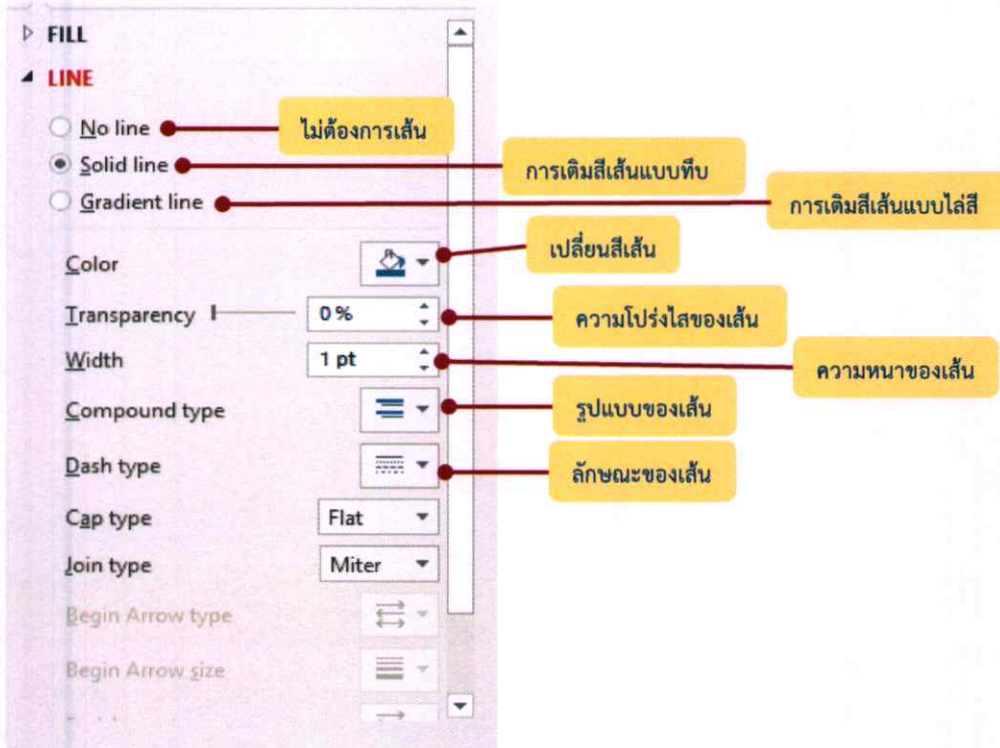 FILL
LINE
No line ไม่ต้องการเส้น
Solid line การเติมสีเส้นแบบทึบ
Gradient line การเติมสีเส้นแบบไล่สี
Color เปลี่ยนสีเส้น
Transparency 0% ความโปร่งใสของเส้น
Width 1 pt ความหนาของเส้น
Compound type รูปแบบของเส้น
Dash type ลักษณะของเส้น
Cap type Flat
Join type Miter
Begin Arrow type
Begin Arrow size